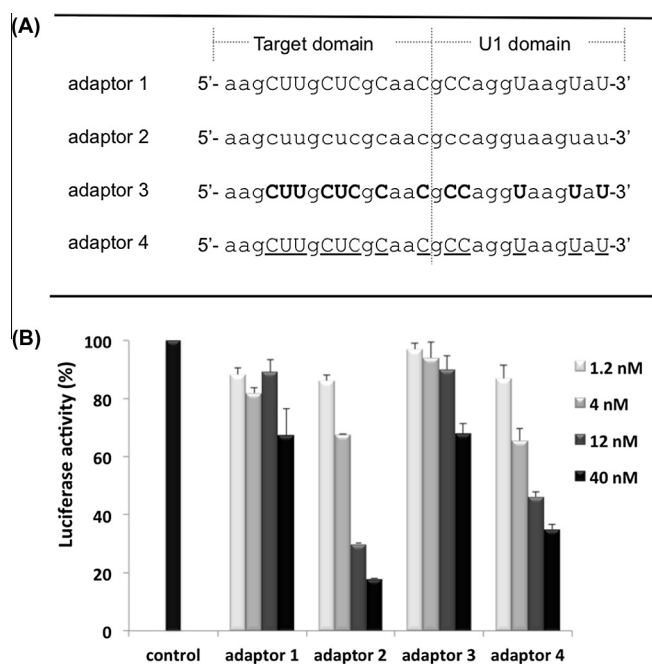 (A)
Target domain U1 domain
adaptor 1 5'- aagCUUgCUCgCaaCgCCaggUaagUaU-3'
adaptor 2 5'- aagcuugcucgcaacgccagguaaguau-3'
adaptor 3 5'- aagCUUgCUCgCaaCgCCaggUaagUaU-3'
adaptor 4 5'- aagCUUgCUCgCaaCgCCaggUaagUaU-3'
(B)
Luciferase activity (%)
100
80
60
40
20
0
1.2 nM
4 nM
12 nM
40 nM
control adaptor 1 adaptor 2 adaptor 3 adaptor 4